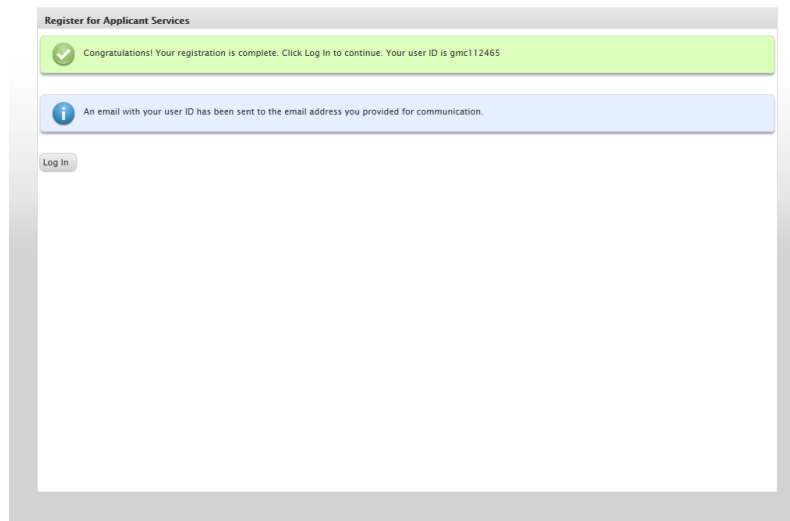 Register for Applicant Services
Congratulations! Your registration is complete. Click Log In to continue. Your user ID is gmc112465
An email with your user ID has been sent to the email address you provided for communication.
Log In